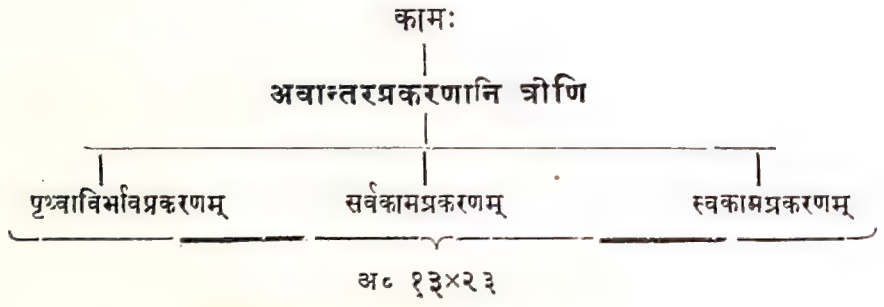 कामः
अवान्तरप्रकरणानि त्रीणि
पृथ्वाविर्भावप्रकरणम् सर्वकामप्रकरणम् स्वकामप्रकरणम्
अ० १३×२३